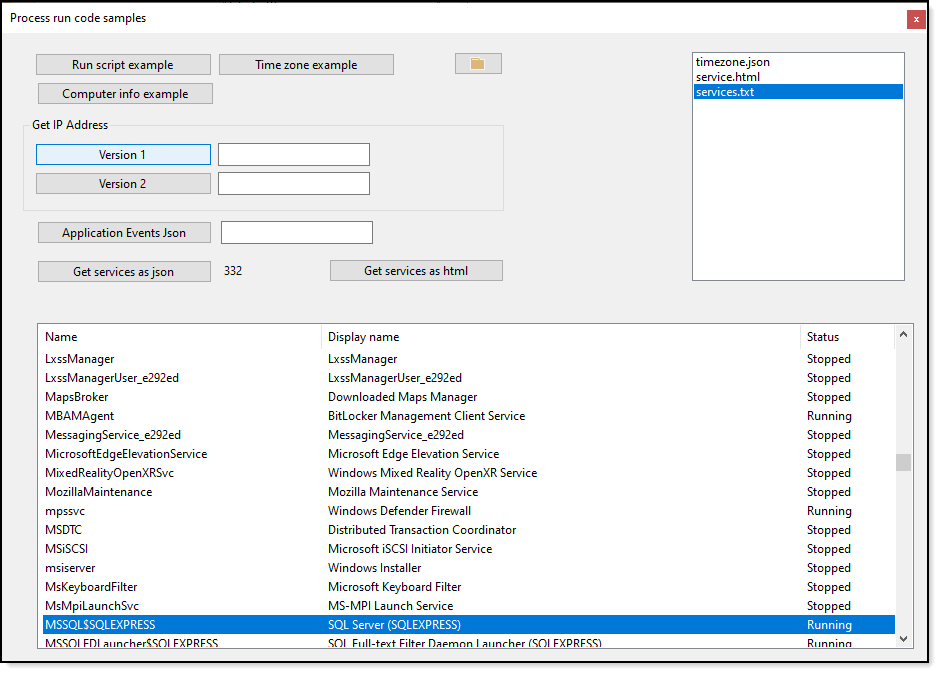 Process run code samples
x
Run script example
Time zone example
Computer info example
timezone.json
service.html
services.txt
Get IP Address
Version 1
Version 2
Application Events Json
Get services as json
332
Get services as html
Name Display name Status
LxssManager LxssManager Stopped
LxssManagerUser_e292ed LxssManagerUser_e292ed Stopped
MapsBroker Downloaded Maps Manager Stopped
MBAMAgent BitLocker Management Client Service Running
MessagingService_e292ed MessagingService_e292ed Stopped
MicrosoftEdgeElevationService Microsoft Edge Elevation Service Stopped
MixedRealityOpenXRSvc Windows Mixed Reality OpenXR Service Stopped
MozillaMaintenance Mozilla Maintenance Service Stopped
mpssvc Windows Defender Firewall Running
MSDTC Distributed Transaction Coordinator Stopped
MSiSCSI Microsoft iSCSI Initiator Service Stopped
msiserver Windows Installer Stopped
MsKeyboardFilter Microsoft Keyboard Filter Stopped
MsMpiLaunchSvc MS-MPI Launch Service Stopped
MSSQL$SQLEXPRESS SQL Server (SQLEXPRESS) Running
MSSQLFDLauncher$SQLEXPRESS SQL Full-text Filter Daemon Launcher (SQLEXPRESS) Running